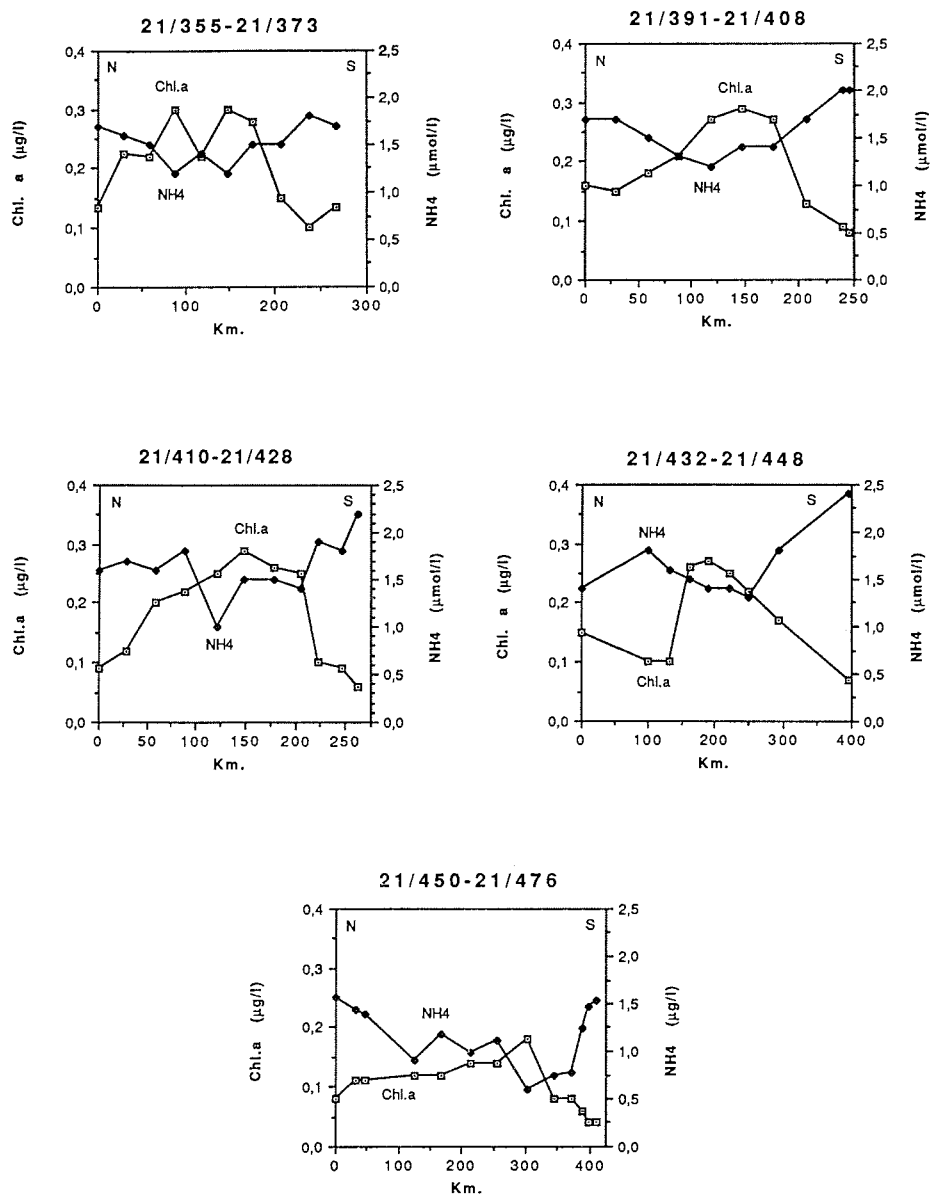 21/355-21/373
0,4
0,3
0,2
0,1
0,0
2,5
2,0
1,5
1,0
0,5
0,0
N
S
Chl.a
NH4
Chl. a (µg/l)
NH4 (µmol/l)
0 100 200 300
Km.
21/391-21/408
0,4
0,3
0,2
0,1
0,0
2,5
2,0
1,5
1,0
0,5
0,0
N
S
Chl.a
NH4
Chl. a (µg/l)
NH4 (µmol/l)
0 50 100 150 200 250
Km.
21/410-21/428
0,4
0,3
0,2
0,1
0,0
2,5
2,0
1,5
1,0
0,5
0,0
N
S
Chl.a
NH4
Chl.a (µg/l)
NH4 (µmol/l)
0 50 100 150 200 250
Km.
21/432-21/448
0,4
0,3
0,2
0,1
0,0
2,5
2,0
1,5
1,0
0,5
0,0
N
S
NH4
Chl.a
Chl. a (µg/l)
NH4 (µmol/l)
0 100 200 300 400
Km.
21/450-21/476
0,4
0,3
0,2
0,1
0,0
2,5
2,0
1,5
1,0
0,5
0,0
N
S
NH4
Chl.a
Chl.a (µg/l)
NH4 (µmol/l)
0 100 200 300 400
Km.